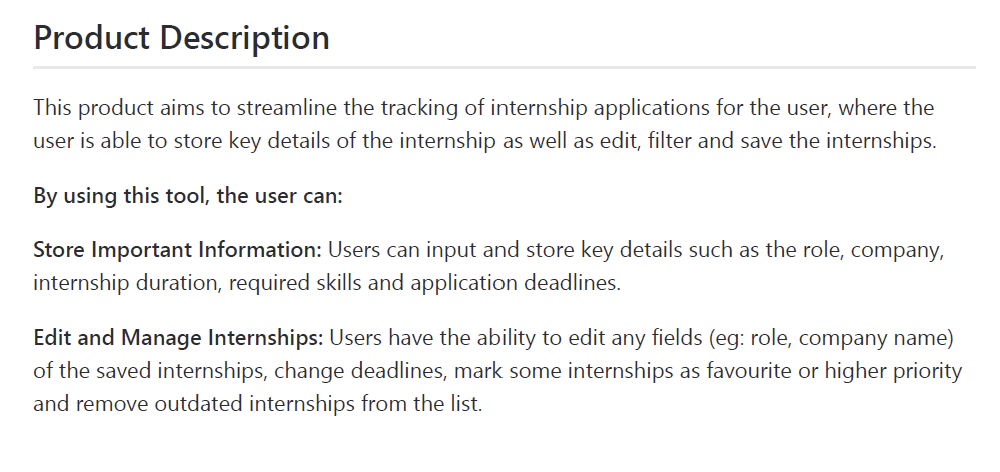 Product Description
This product aims to streamline the tracking of internship applications for the user, where the
user is able to store key details of the internship as well as edit, filter and save the internships.
By using this tool, the user can:
Store Important Information: Users can input and store key details such as the role, company,
internship duration, required skills and application deadlines.
Edit and Manage Internships: Users have the ability to edit any fields (eg: role, company name)
of the saved internships, change deadlines, mark some internships as favourite or higher priority
and remove outdated internships from the list.